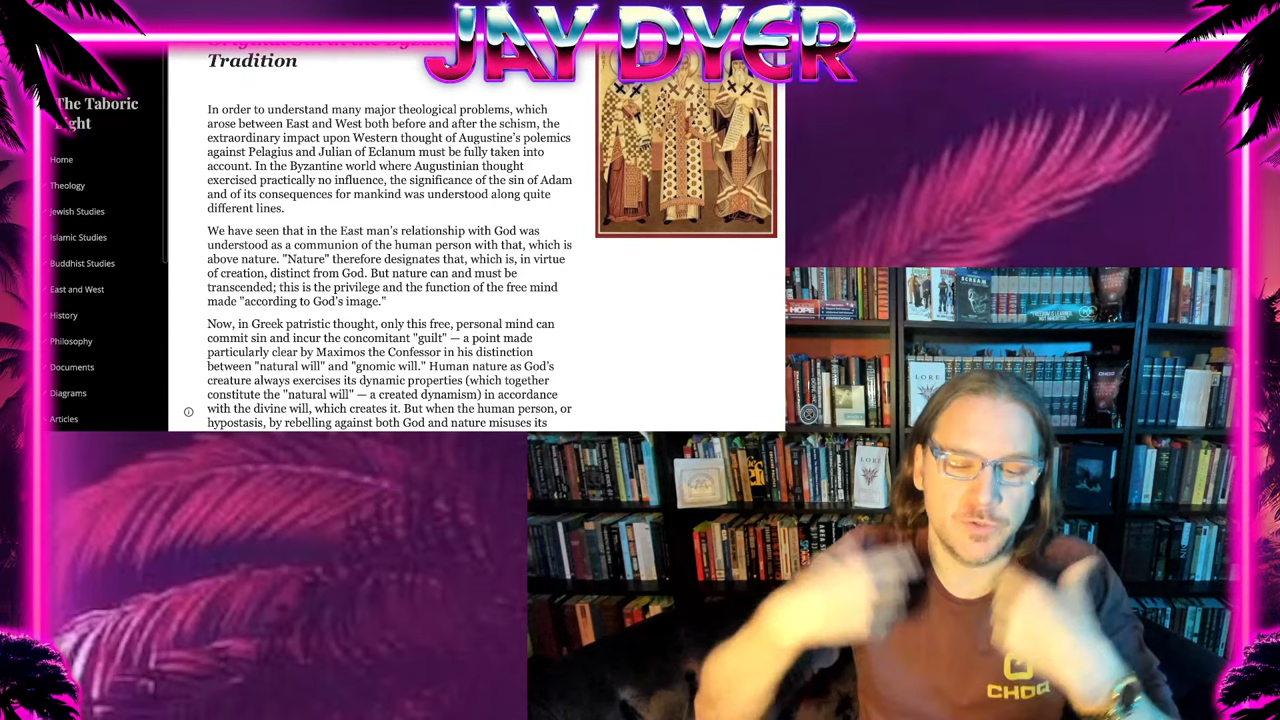 JAY DYER
Tradition
The Taboric
Light
Home
Theology
Jewish Studies
Islamic Studies
Buddhist Studies
East and West
History
Philosophy
Documents
Diagrams
Articles
In order to understand many major theological problems, which
arose between East and West both before and after the schism, the
extraordinary impact upon Western thought of Augustine's polemics
against Pelagius and Julian of Eclanum must be fully taken into
account. In the Byzantine world where Augustinian thought
exercised practically no influence, the significance of the sin of Adam
and of its consequences for mankind was understood along quite
different lines.
We have seen that in the East man's relationship with God was
understood as a communion of the human person with that, which is
above nature. "Nature" therefore designates that, which is, in virtue
of creation, distinct from God. But nature can and must be
transcended; this is the privilege and the function of the free mind
made "according to God's image."
Now, in Greek patristic thought, only this free, personal mind can
commit sin and incur the concomitant "guilt" — a point made
particularly clear by Maximos the Confessor in his distinction
between "natural will" and "gnomic will." Human nature as God's
creature always exercises its dynamic properties (which together
constitute the "natural will" — a created dynamism) in accordance
with the divine will, which creates it. But when the human person, or
hypostasis, by rebelling against both God and nature misuses its
HOPE
LORE
LORE
CHOQ